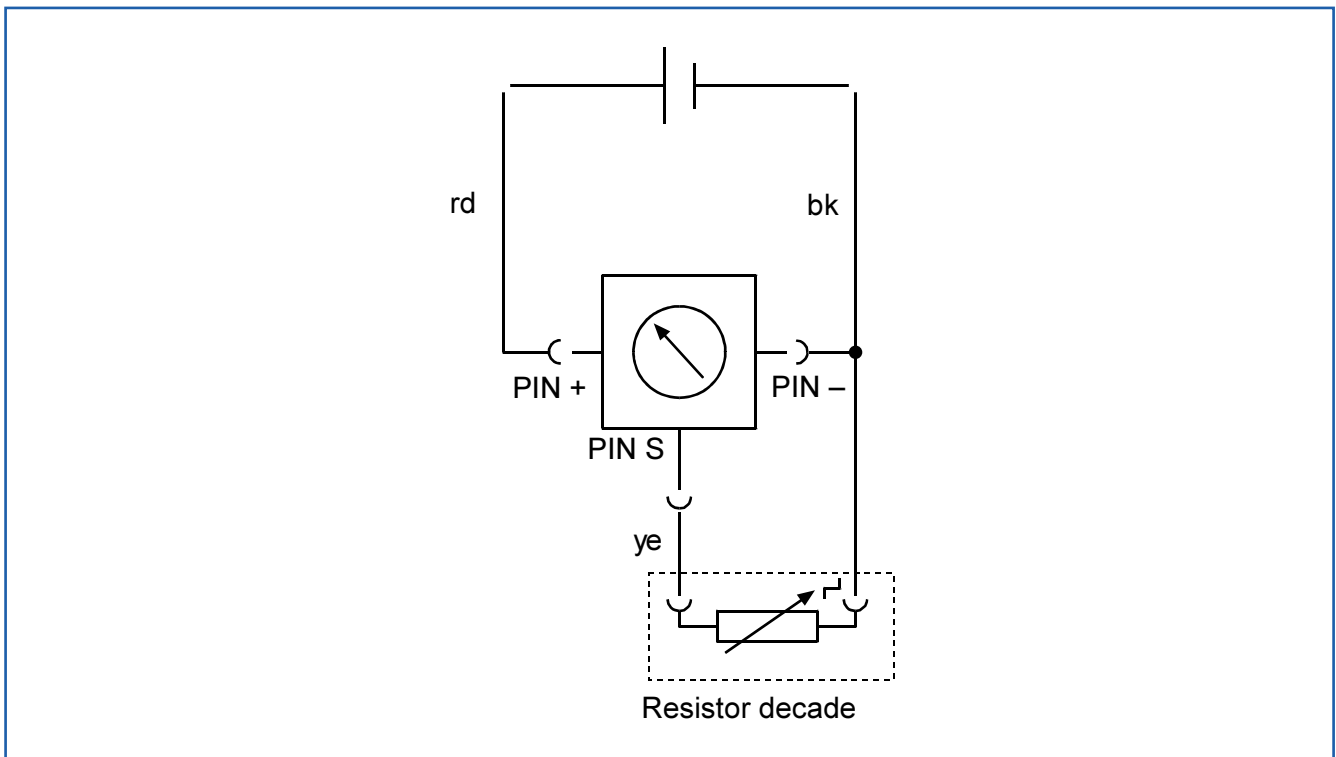 rd
bk
PIN +
PIN –
PIN S
ye
Resistor decade